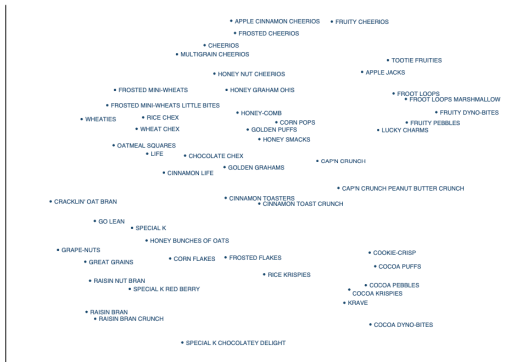 APPLE CINNAMON CHEERIOS
FRUITY CHEERIOS
FROSTED CHEERIOS
CHEERIOS
MULTIGRAIN CHEERIOS
TOOTIE FRUITIES
HONEY NUT CHEERIOS
APPLE JACKS
FROSTED MINI-WHEATS
HONEY GRAHAM OH!S
FROOT LOOPS
FROOT LOOPS MARSHMALLOW
FROSTED MINI-WHEATS LITTLE BITES
HONEY-COMB
FRUITY DYNO-BITES
WHEATIES
RICE CHEX
CORN POPS
FRUITY PEBBLES
WHEAT CHEX
GOLDEN PUFFS
LUCKY CHARMS
HONEY SMACKS
OATMEAL SQUARES
LIFE
CHOCOLATE CHEX
CAP'N CRUNCH
GOLDEN GRAHAMS
CINNAMON LIFE
CAP'N CRUNCH PEANUT BUTTER CRUNCH
CRACKLIN' OAT BRAN
CINNAMON TOASTERS
CINNAMON TOAST CRUNCH
GO LEAN
SPECIAL K
HONEY BUNCHES OF OATS
GRAPE-NUTS
COOKIE-CRISP
GREAT GRAINS
CORN FLAKES
FROSTED FLAKES
COCOA PUFFS
RICE KRISPIES
RAISIN NUT BRAN
COCOA PEBBLES
SPECIAL K RED BERRY
COCOA KRISPIES
KRAVE
RAISIN BRAN
RAISIN BRAN CRUNCH
COCOA DYNO-BITES
SPECIAL K CHOCOLATEY DELIGHT